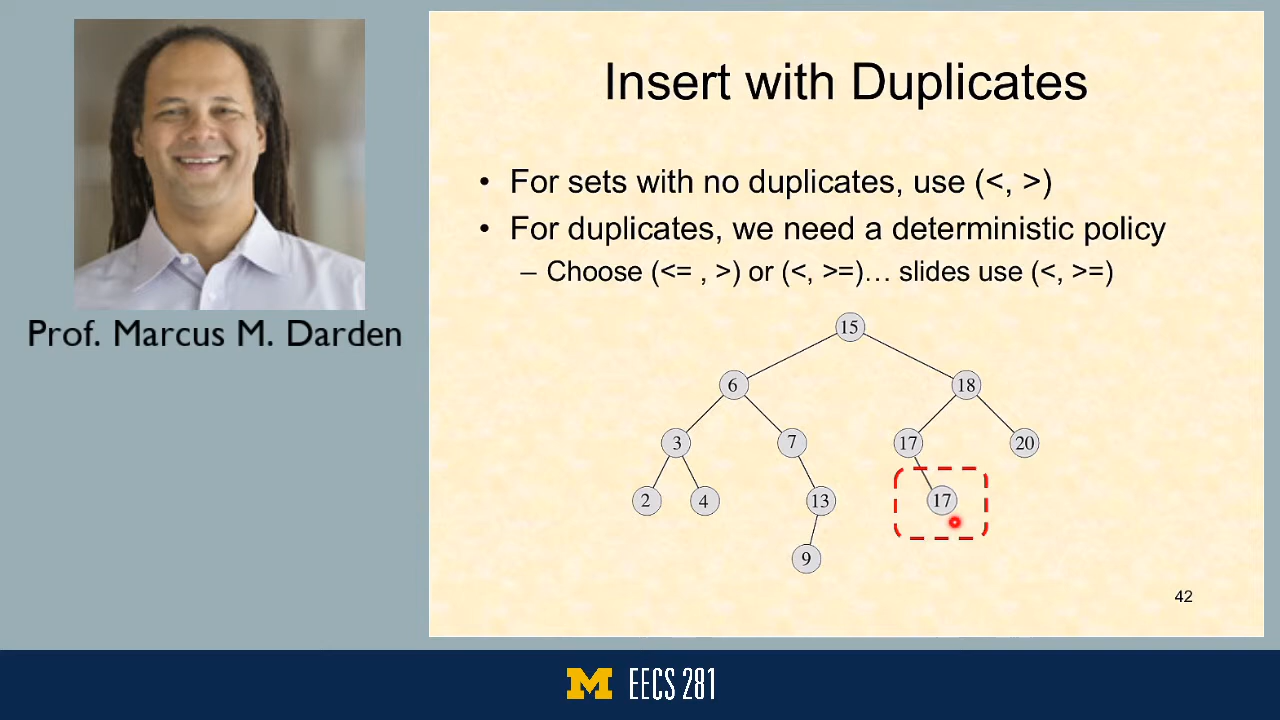 Prof. Marcus M. Darden
Insert with Duplicates
• For sets with no duplicates, use (<, >)
• For duplicates, we need a deterministic policy
– Choose (<= , >) or (<, >=)… slides use (<, >=)
15
6 18
3 7 17 20
2 4 13 17
9
42
M EECS 281